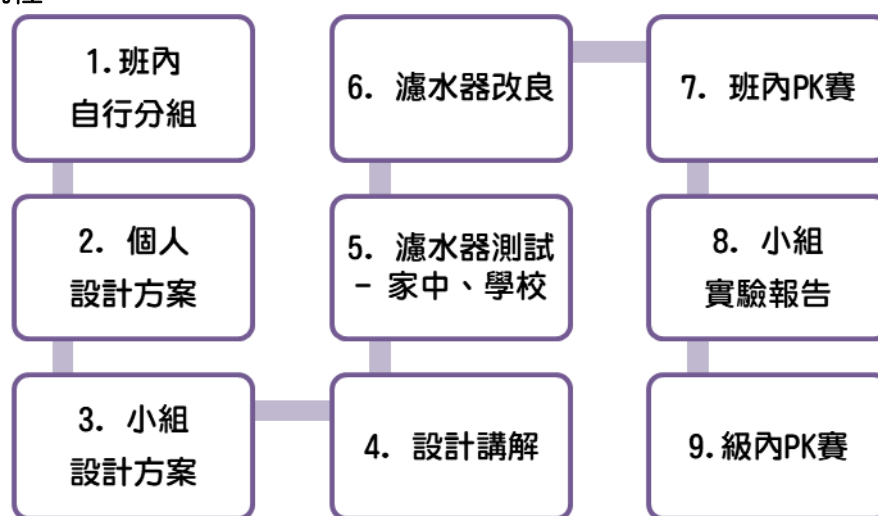 1.班內
自行分組
2. 個人
設計方案
3. 小組
設計方案
4. 設計講解
5. 濾水器測試
- 家中、學校
6. 濾水器改良
7. 班內PK賽
8. 小組
實驗報告
9.級內PK賽